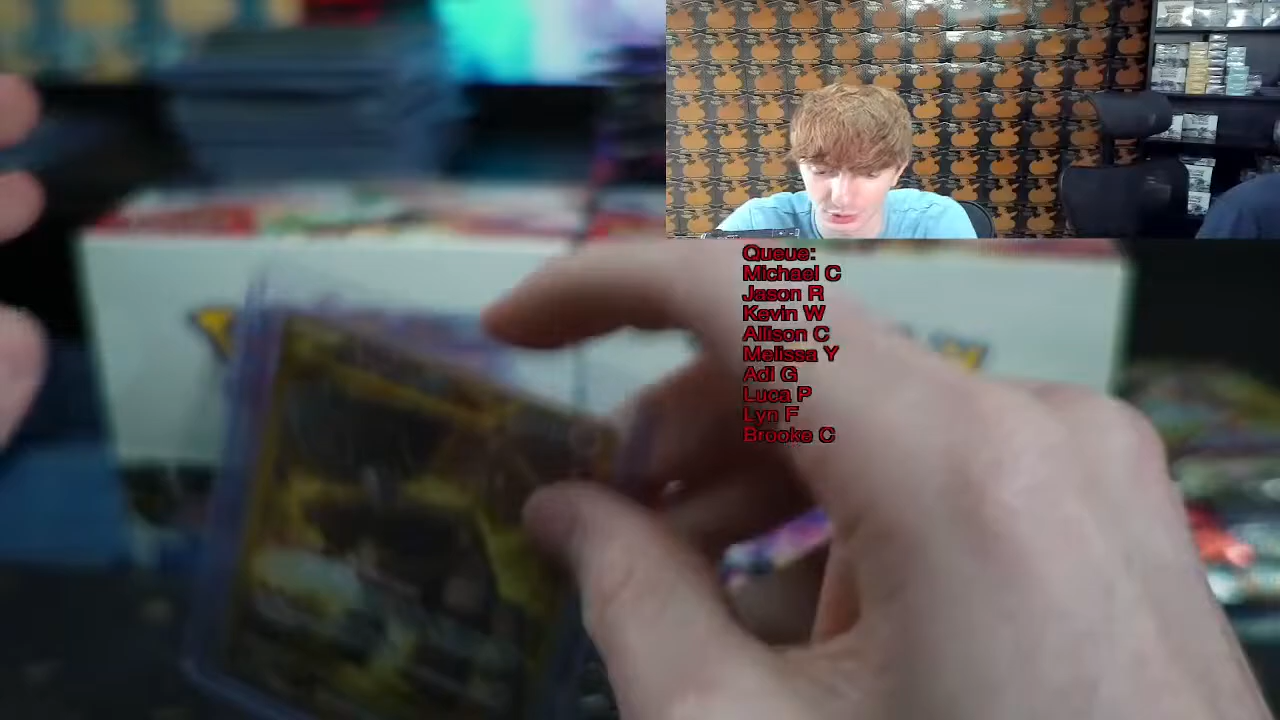 Queue:
Michael C
Jason R
Kevin W
Allison C
Melissa Y
Adi G
Luca P
Lyn F
Brooke C